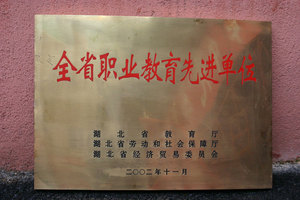 全省职业教育先进单位
湖北省教育厅
湖北省劳动和社会保障厅
湖北省经济贸易委员会
二〇〇二年十一月